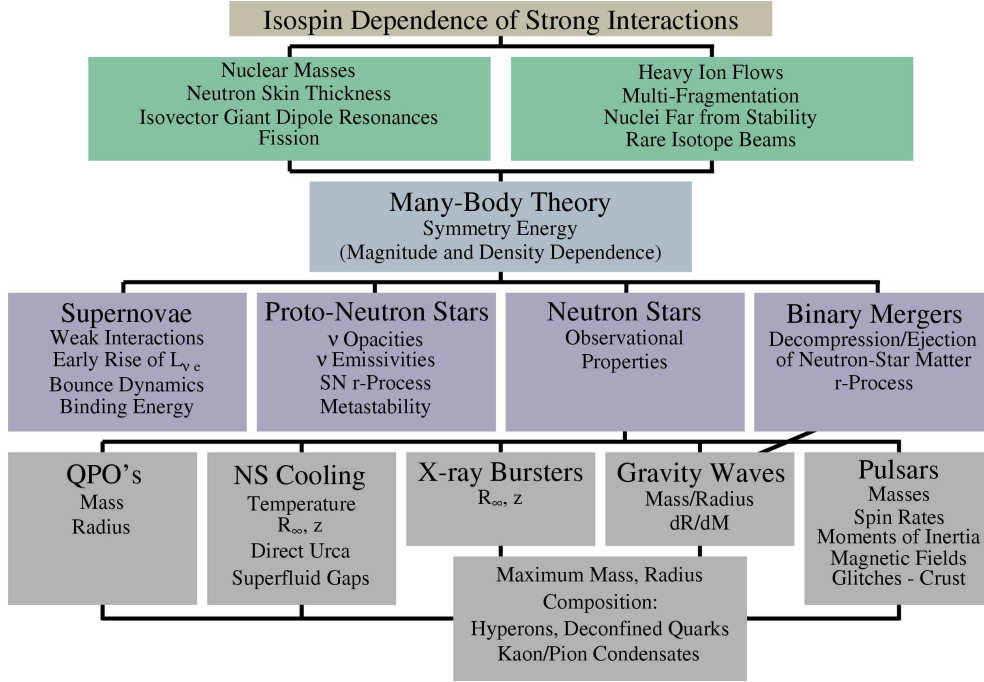 Isospin Dependence of Strong Interactions
Nuclear Masses
Neutron Skin Thickness
Isovector Giant Dipole Resonances
Fission
Heavy Ion Flows
Multi-Fragmentation
Nuclei Far from Stability
Rare Isotope Beams
Many-Body Theory
Symmetry Energy
(Magnitude and Density Dependence)
Supernovae
Weak Interactions
Early Rise of L_ν e
Bounce Dynamics
Binding Energy
Proto-Neutron Stars
ν Opacities
ν Emissivities
SN r-Process
Metastability
Neutron Stars
Observational
Properties
Binary Mergers
Decompression/Ejection
of Neutron-Star Matter
r-Process
QPO's
Mass
Radius
NS Cooling
Temperature
R∞, z
Direct Urca
Superfluid Gaps
X-ray Bursters
R∞, z
Gravity Waves
Mass/Radius
dR/dM
Pulsars
Masses
Spin Rates
Moments of Inertia
Magnetic Fields
Glitches - Crust
Maximum Mass, Radius
Composition:
Hyperons, Deconfined Quarks
Kaon/Pion Condensates